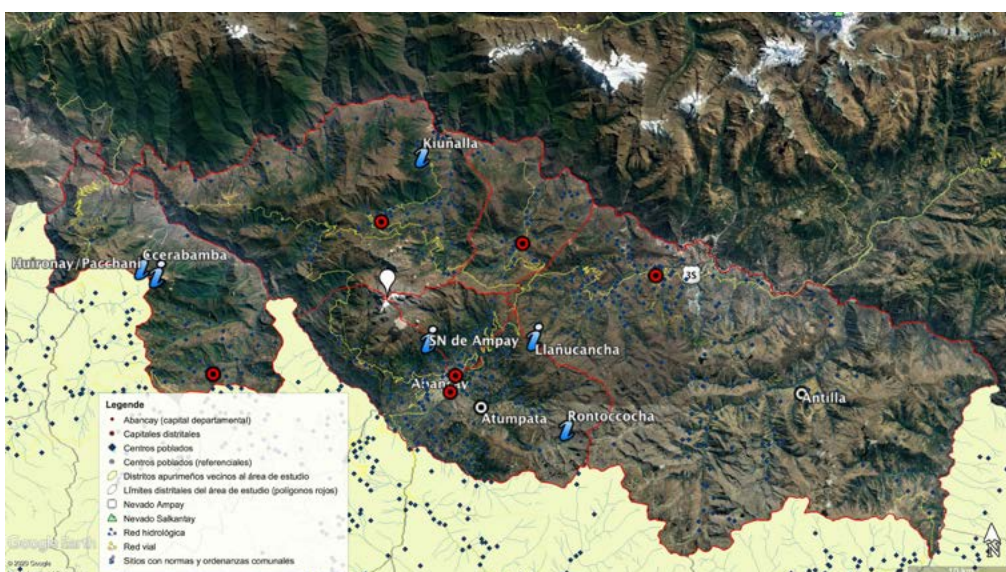 Kiuñalla
Huironay/Pacchani
Ccerabamba
35
SN de Ampay
Llañucancha
Abancay
Atumpata
Rontoccocha
Antilla
Legende
Abancay (capital departamental)
Capitales distritales
Centros poblados
Centros poblados (referenciales)
Distritos apurimeños vecinos al área de estudio
Límites distritales del área de estudio (polígonos rojos)
Nevado Ampay
Nevado Salkantay
Red hidrológica
Red vial
Sitios con normas y ordenanzas comunales
Google Earth
© 2020 Google
N